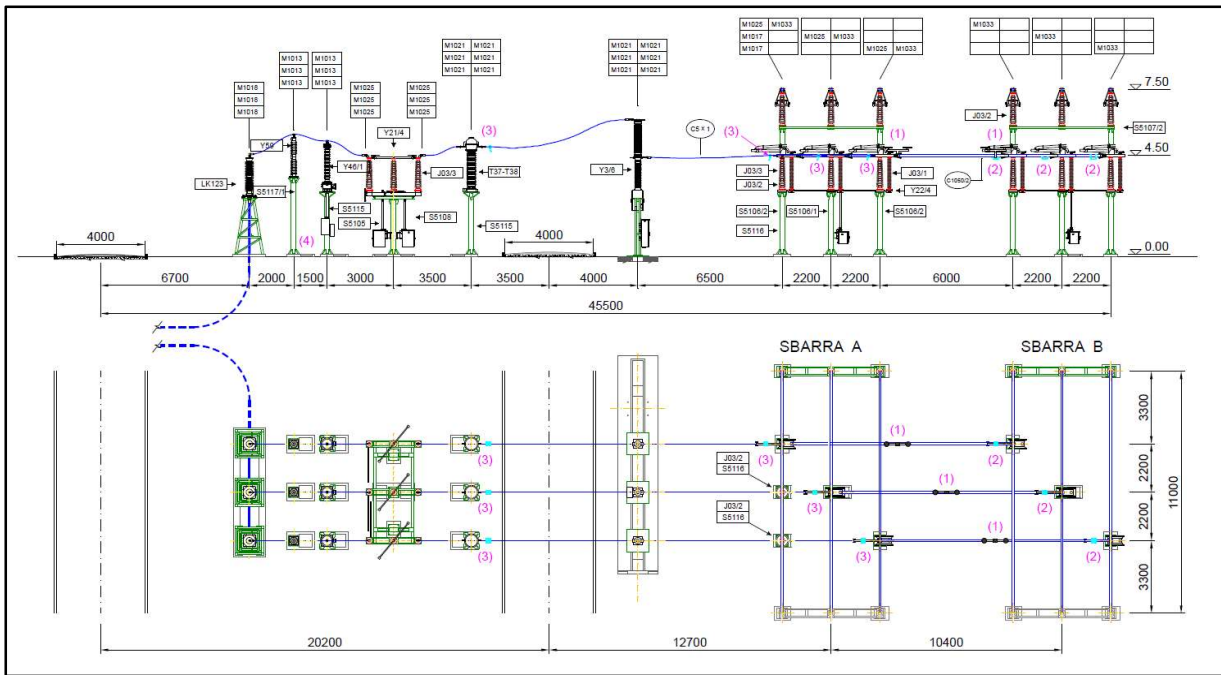 M1025 M1033
M1017
M1017
M1025 M1033
M1025 M1033
M1033
M1033
M1033
M1021 M1021
M1021 M1021
M1021 M1021
M1021 M1021
M1021 M1021
M1021 M1021
M1013 M1013
M1013 M1013
M1013 M1013
M1018
M1018
M1018
M1025 M1025
M1025 M1025
M1025 M1025
7.50
J03/2
S5107/2
Y21/4
(3)
C5 x 1
(3)
(1)
(1)
4.50
Y59
Y46/1
J03/3
T37-T38
Y3/6
(3)
(3)
(2)
(2)
(2)
LK123
S5117/1
J03/3
J03/2
J03/1
Y22/4
S5115
S5105
S5108
S5115
S5106/2
S5106/1
S5106/2
S5116
(4)
4000
4000
0.00
6700
2000
1500
3000
3500
3500
4000
6500
2200
2200
6000
2200
2200
45500
SBARRA A
SBARRA B
3300
2200
2200
3300
11000
(1)
(3)
(3)
(2)
J03/2
S5116
(1)
(3)
(3)
(2)
J03/2
S5116
(1)
(3)
(3)
(2)
20200
12700
10400